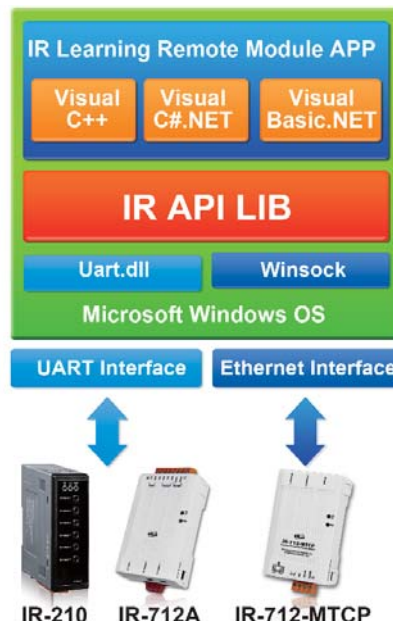 IR Learning Remote Module APP
Visual
C++
Visual
C#.NET
Visual
Basic.NET
IR API LIB
Uart.dll
Winsock
Microsoft Windows OS
UART Interface
Ethernet Interface
IR-210
IR-712A
IR-712-MTCP